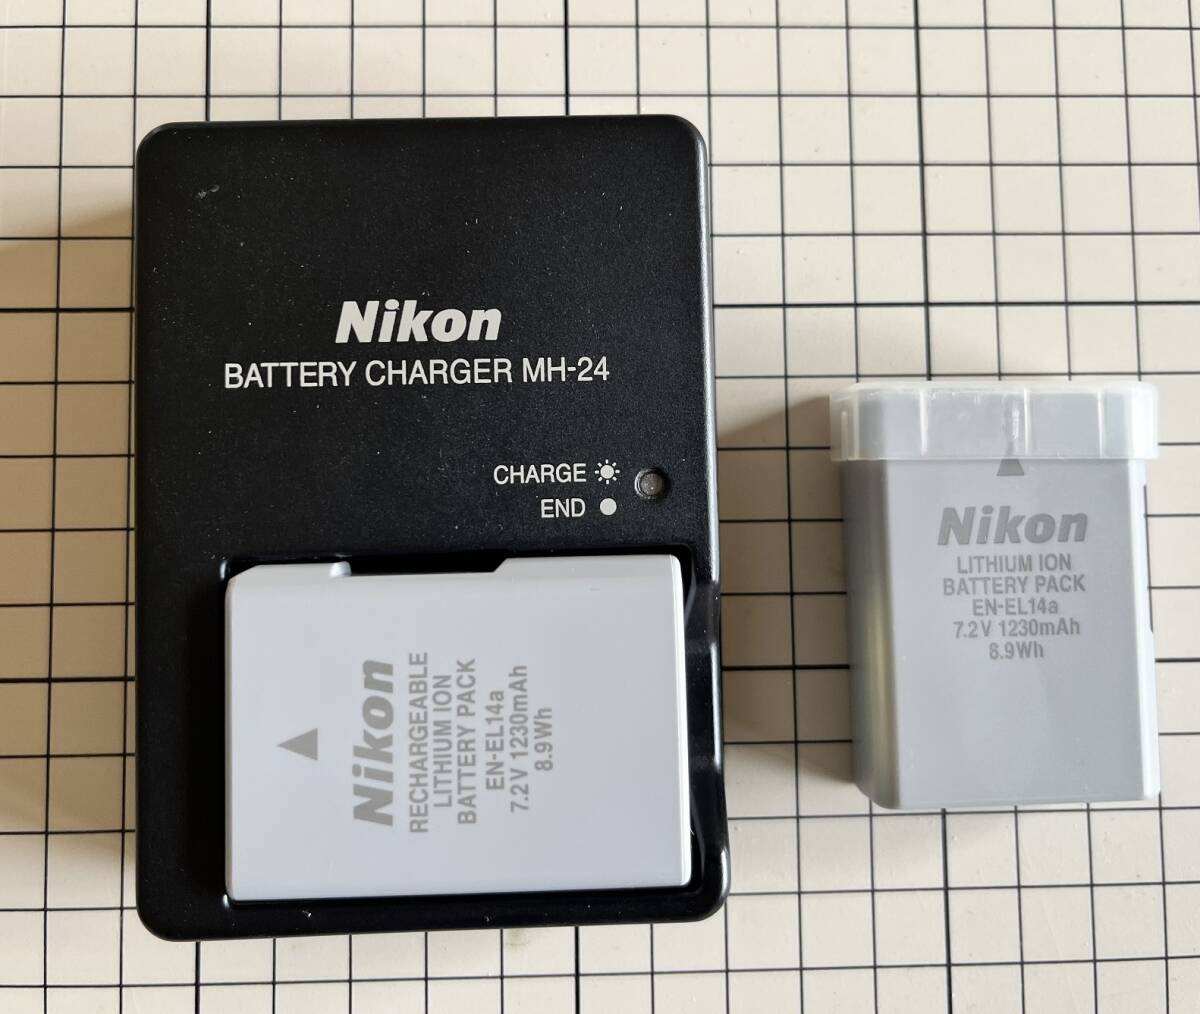 Nikon
BATTERY CHARGER MH-24
CHARGE
END
Nikon
RECHARGEABLE
LITHIUM ION
BATTERY PACK
EN-EL14a
7.2V 1230mAh
8.9Wh
Nikon
LITHIUM ION
BATTERY PACK
EN-EL14a
7.2V 1230mAh
8.9Wh